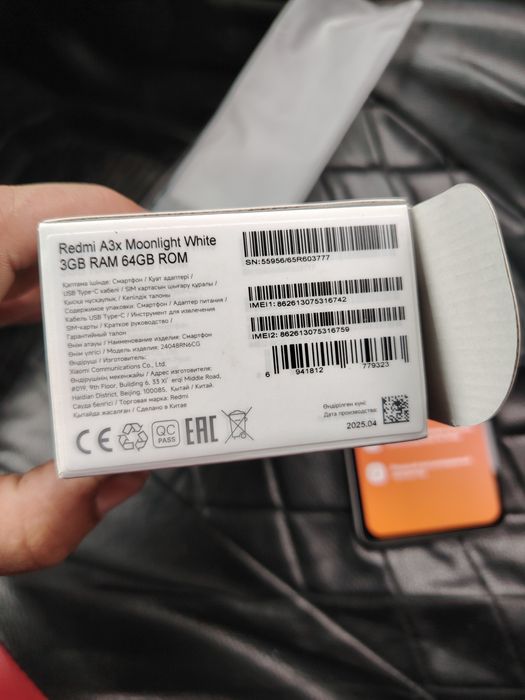 Redmi A3x Moonlight White
3GB RAM 64GB ROM
Қаптама ішінде: Смартфон / Қуат адаптері /
USB Type-C кабелі / SIM картасын шығару құралы /
Қысқа нұсқаулық / Кепілдік талоны
Содержимое упаковки: Смартфон / Адаптер питания /
Кабель USB Type-C / Инструмент для извлечения
SIM-карты / Краткое руководство /
Гарантийный талон
Өнім атауы / Наименование изделия: Смартфон
Өнім үлгісі / Модель изделия: 24048RN6CG
Өндіруші / Изготовитель:
Xiaomi Communications Co., Ltd.
Өндірушінің мекенжайы / Адрес изготовителя:
#019, 9th Floor, Building 6, 33 Xi'erqi Middle Road,
Haidian District, Beijing, 100085, Қытай / Китай
Сауда белгісі / Торговая марка: Redmi
Қытайда жасалған / Сделано в Китае
CE
QC
PASS
EAC
SN:55956/65R603777
IMEI1: 862613075316742
IMEI2: 862613075316759
6 941812 779323
Өндірілген күні:
Дата производства:
2025.04